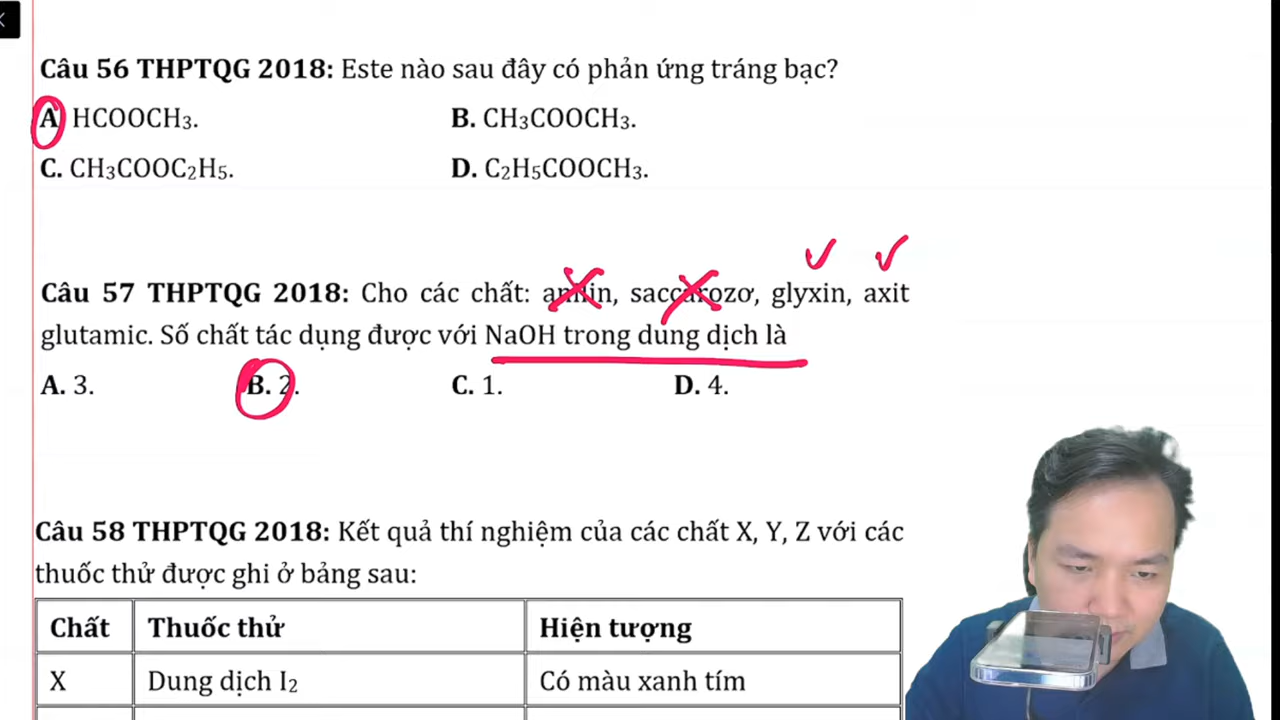 Câu 56 THPTQG 2018: Este nào sau đây có phản ứng tráng bạc?
A HCOOCH₃. B. CH₃COOCH₃.
C. CH₃COOC₂H₅. D. C₂H₅COOCH₃.
Câu 57 THPTQG 2018: Cho các chất: anilin, saccarozơ, glyxin, axit
glutamic. Số chất tác dụng được với NaOH trong dung dịch là
A. 3. B. 2. C. 1. D. 4.
Câu 58 THPTQG 2018: Kết quả thí nghiệm của các chất X, Y, Z với các
thuốc thử được ghi ở bảng sau:
Chất Thuốc thử Hiện tượng
X Dung dịch I₂ Có màu xanh tím